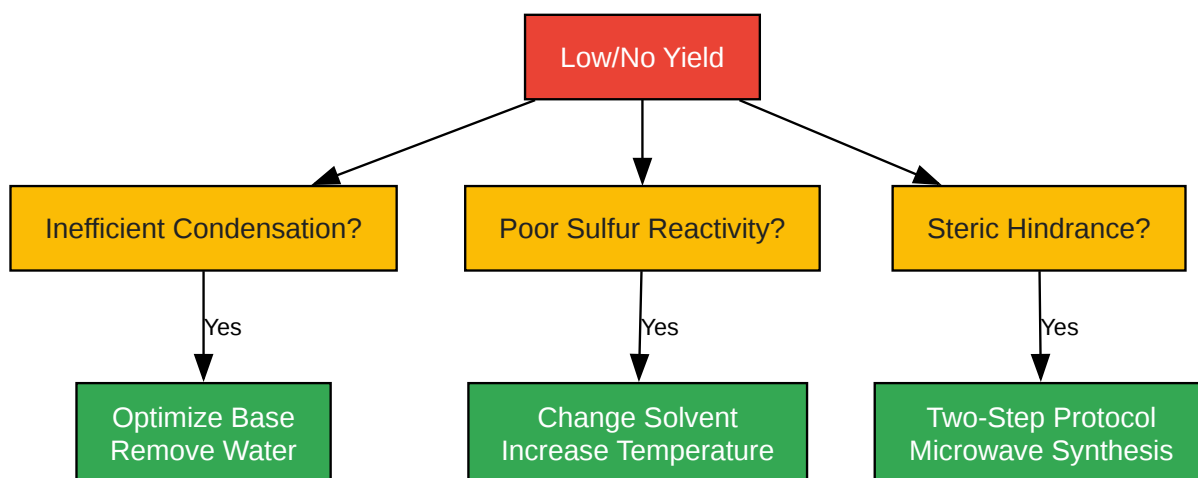 Low/No Yield
Inefficient Condensation?
Poor Sulfur Reactivity?
Steric Hindrance?
Yes
Yes
Yes
Optimize Base
Remove Water
Change Solvent
Increase Temperature
Two-Step Protocol
Microwave Synthesis